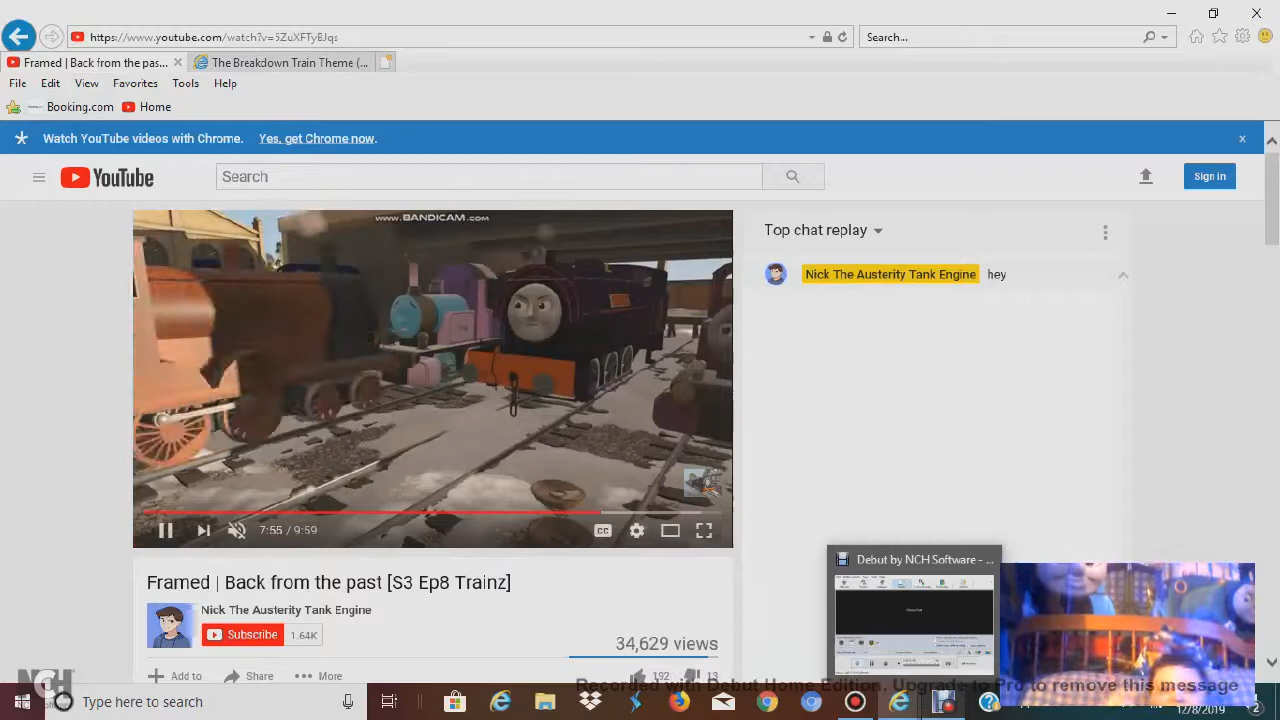 https://www.youtube.com/watch?v=5ZuXFTyBJqs
Search...
Framed | Back from the pas...
The Breakdown Train Theme (...
File Edit View Favorites Tools Help
Booking.com Home
Watch YouTube videos with Chrome. Yes, get Chrome now.
YouTube
Search
Sign in
www.BANDICAM.com
Top chat replay
Nick The Austerity Tank Engine hey
7:55 / 9:59
CC
Debut by NCH Software - ...
Framed | Back from the past [S3 Ep8 Trainz]
Nick The Austerity Tank Engine
Subscribe 1.64K
34,629 views
Add to Share More 192 13
NCH
Recorded with Debut Home Edition. Upgrade to Pro to remove this message
Type here to search
12/8/2019
2